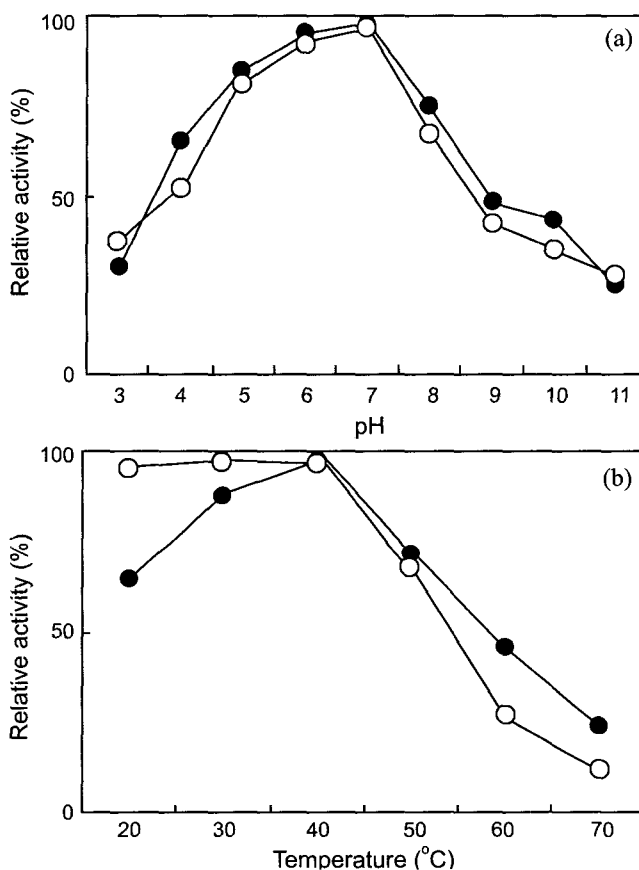 100
(a)
Relative activity (%)
50
0
3 4 5 6 7 8 9 10 11
pH
100
(b)
Relative activity (%)
50
0
20 30 40 50 60 70
Temperature (°C)